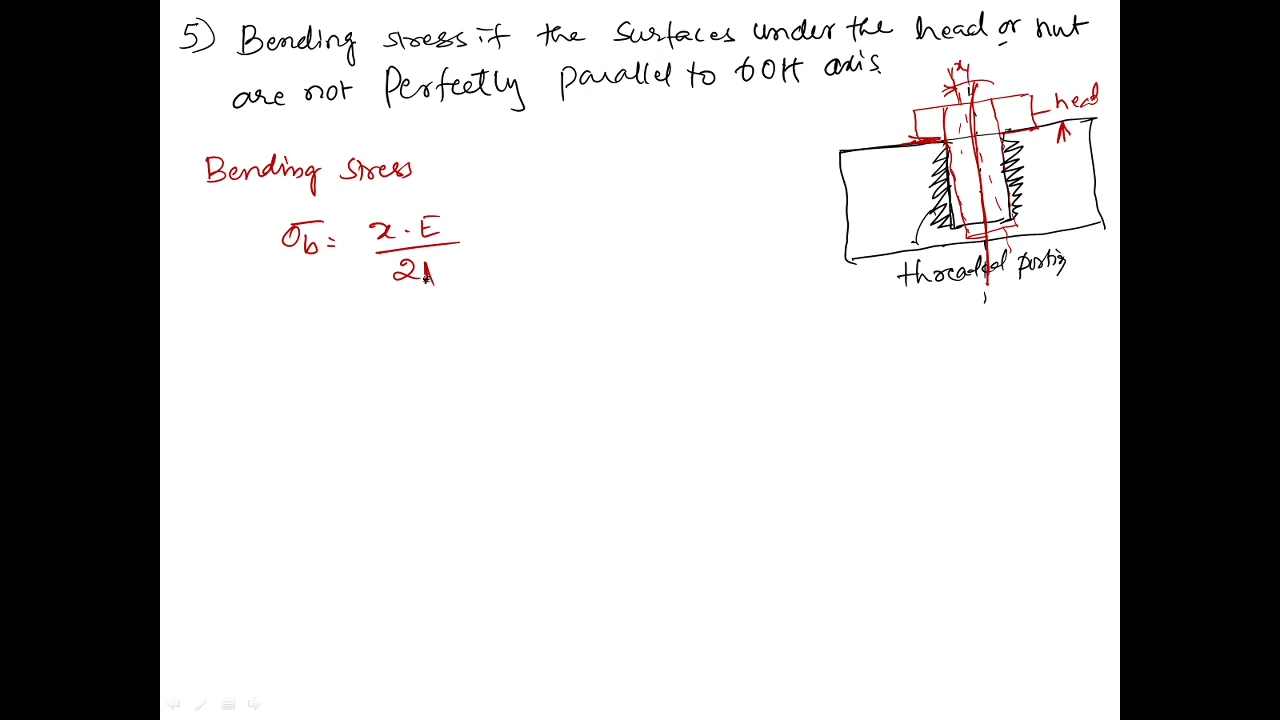 5) Bending stress if the surfaces under the head or nut
are not Perfectly parallel to bolt axis.
x
head
Bending stress
σb = x · E
2l
threaded portion